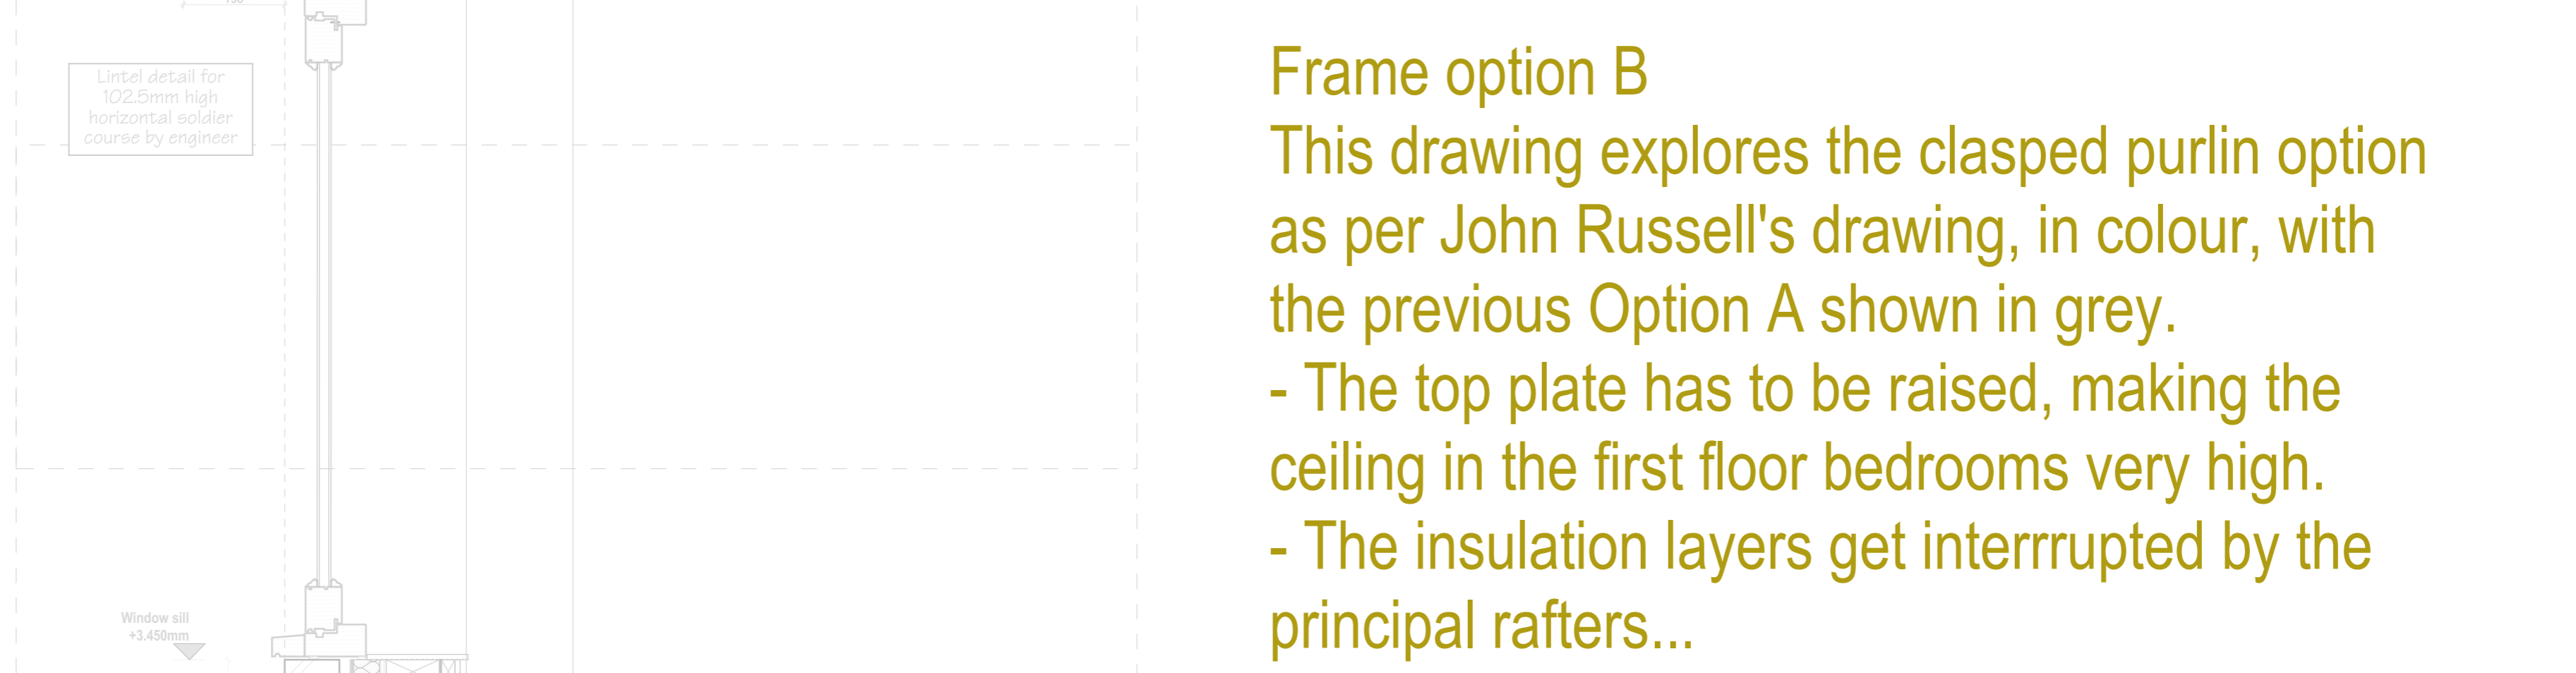 Lintel detail for
102.5mm high
horizontal soldier
course by engineer
Window sill
+3.450mm
Frame option B
This drawing explores the clasped purlin option
as per John Russell's drawing, in colour, with
the previous Option A shown in grey.
- The top plate has to be raised, making the
ceiling in the first floor bedrooms very high.
- The insulation layers get interrrupted by the
principal rafters...